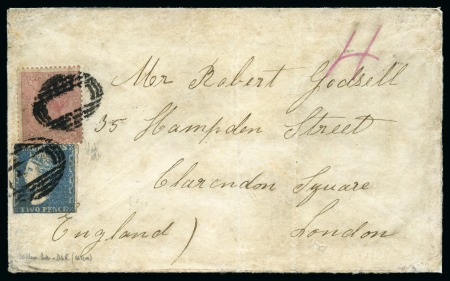 H
Mr Robert Godsell
35 Hampden Street
Clarendon Square
England) London
TWO PENCE